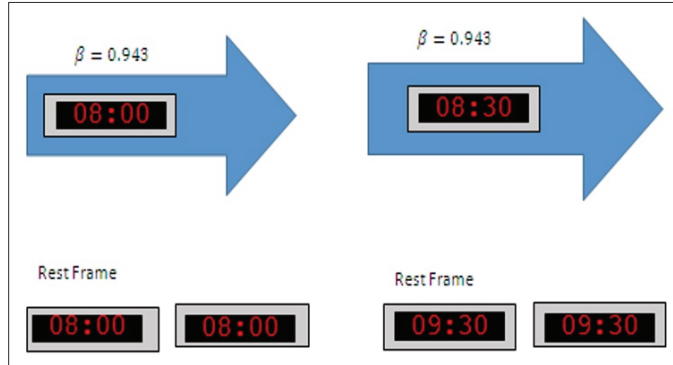 β = 0.943
08:00
Rest Frame
08:00 08:00
β = 0.943
08:30
Rest Frame
09:30 09:30